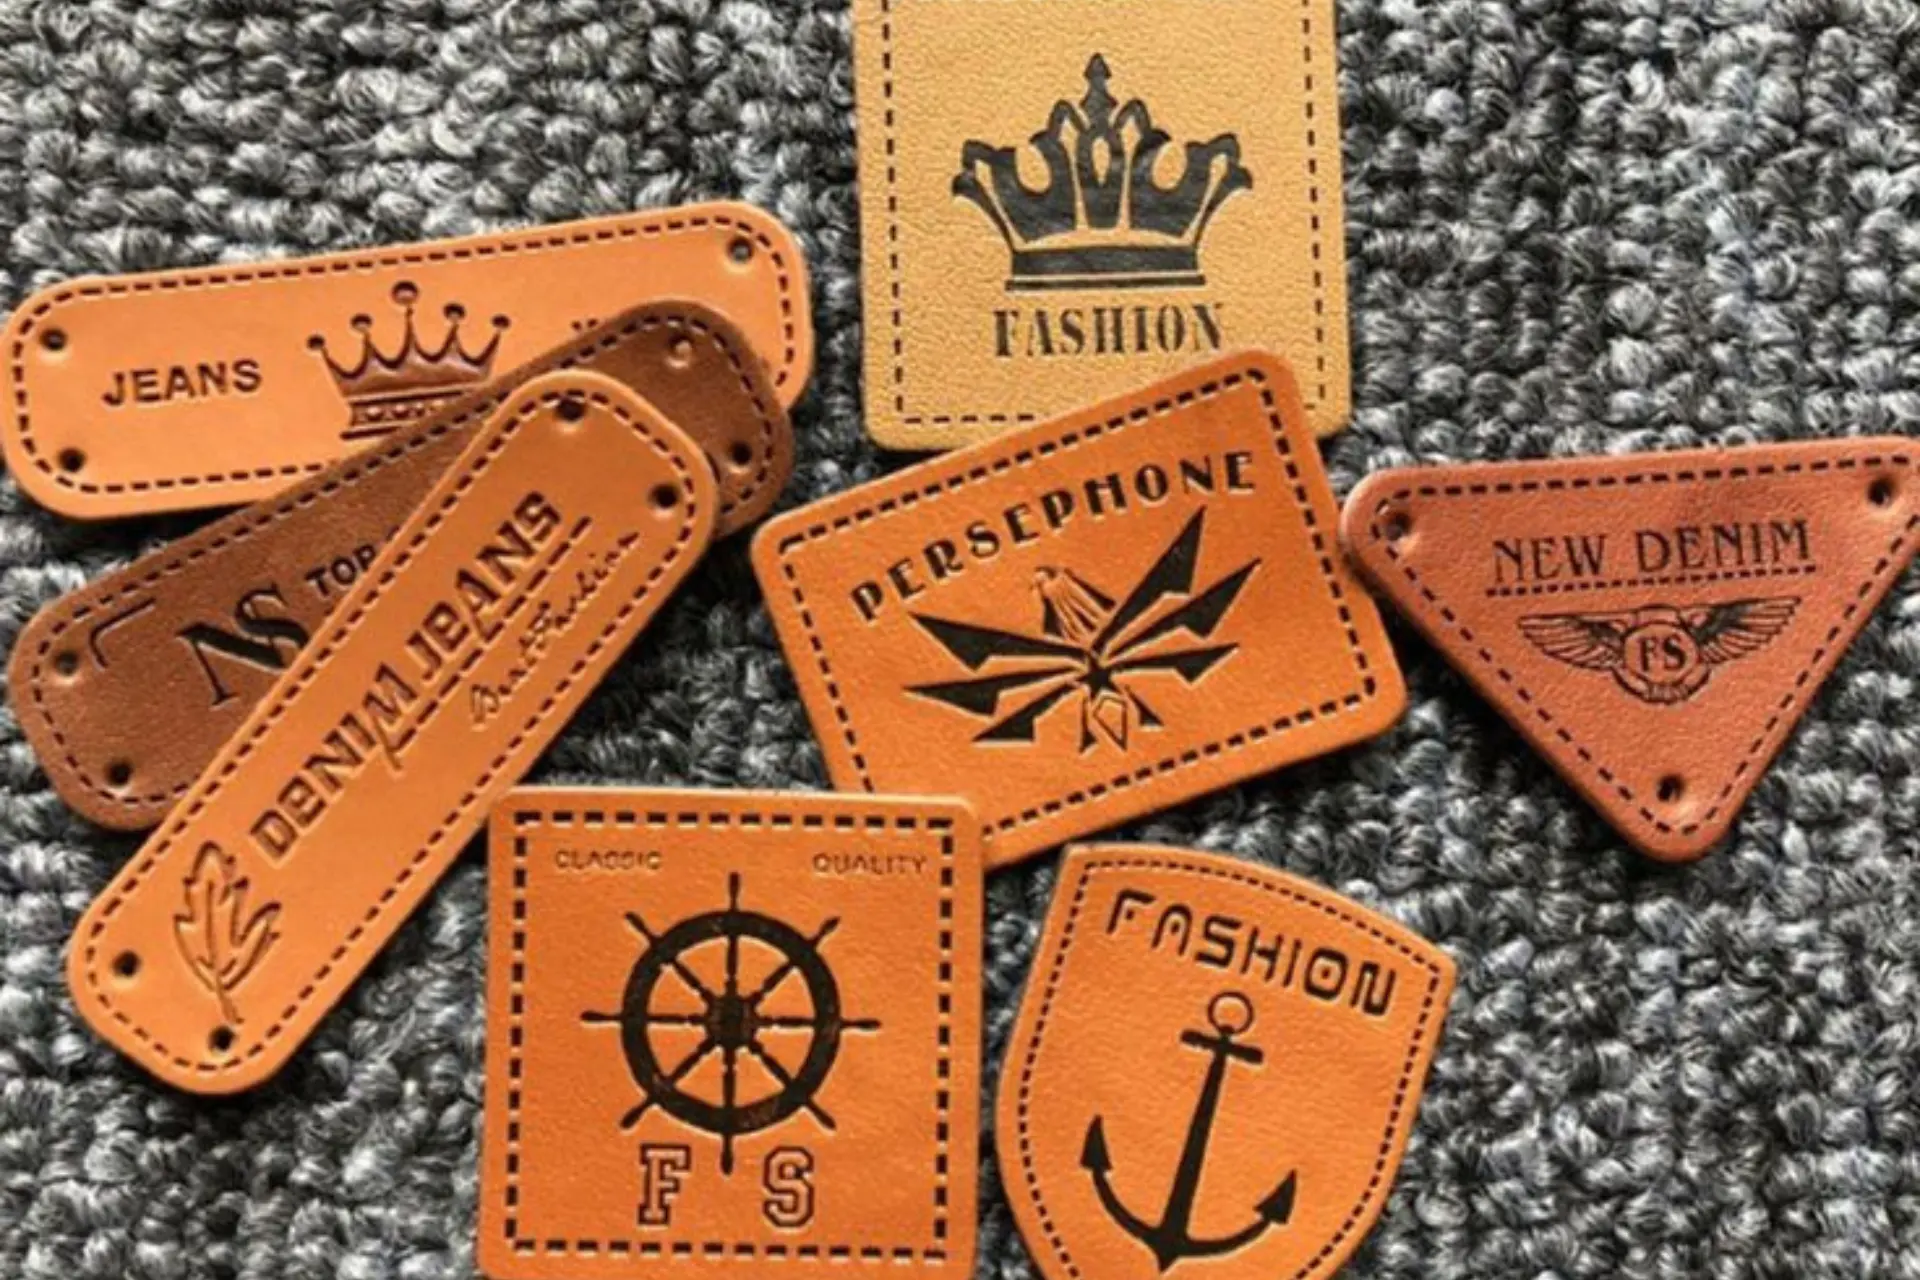 FASHION
JEANS
NS TOP
DENIM JEANS
PERSEPHONE
NEW DENIM
FS
CLASSIC QUALITY
F S
FASHION